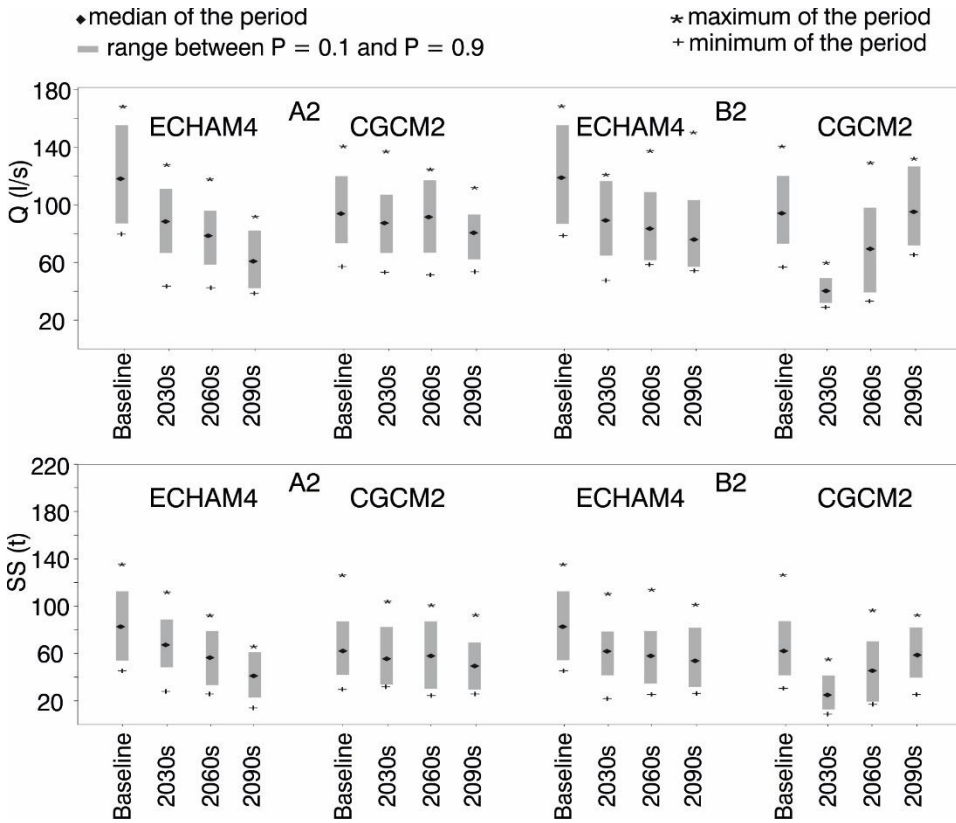 median of the period
maximum of the period
range between P = 0.1 and P = 0.9
minimum of the period
180
140
100
60
20
Q (l/s)
A2
B2
ECHAM4
CGCM2
ECHAM4
CGCM2
Baseline
2030s
2060s
2090s
Baseline
2030s
2060s
2090s
Baseline
2030s
2060s
2090s
Baseline
2030s
2060s
2090s
220
180
140
100
60
20
SS (t)
A2
B2
ECHAM4
CGCM2
ECHAM4
CGCM2
Baseline
2030s
2060s
2090s
Baseline
2030s
2060s
2090s
Baseline
2030s
2060s
2090s
Baseline
2030s
2060s
2090s